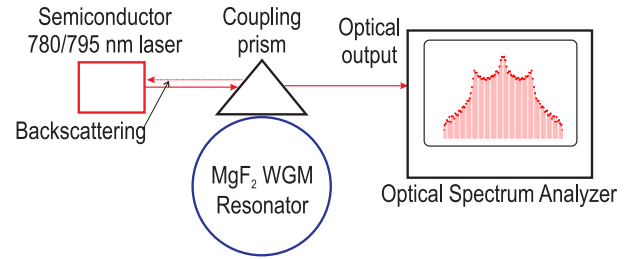 Semiconductor
780/795 nm laser
Coupling
prism
Optical
output
Backscattering
MgF₂ WGM
Resonator
Optical Spectrum Analyzer